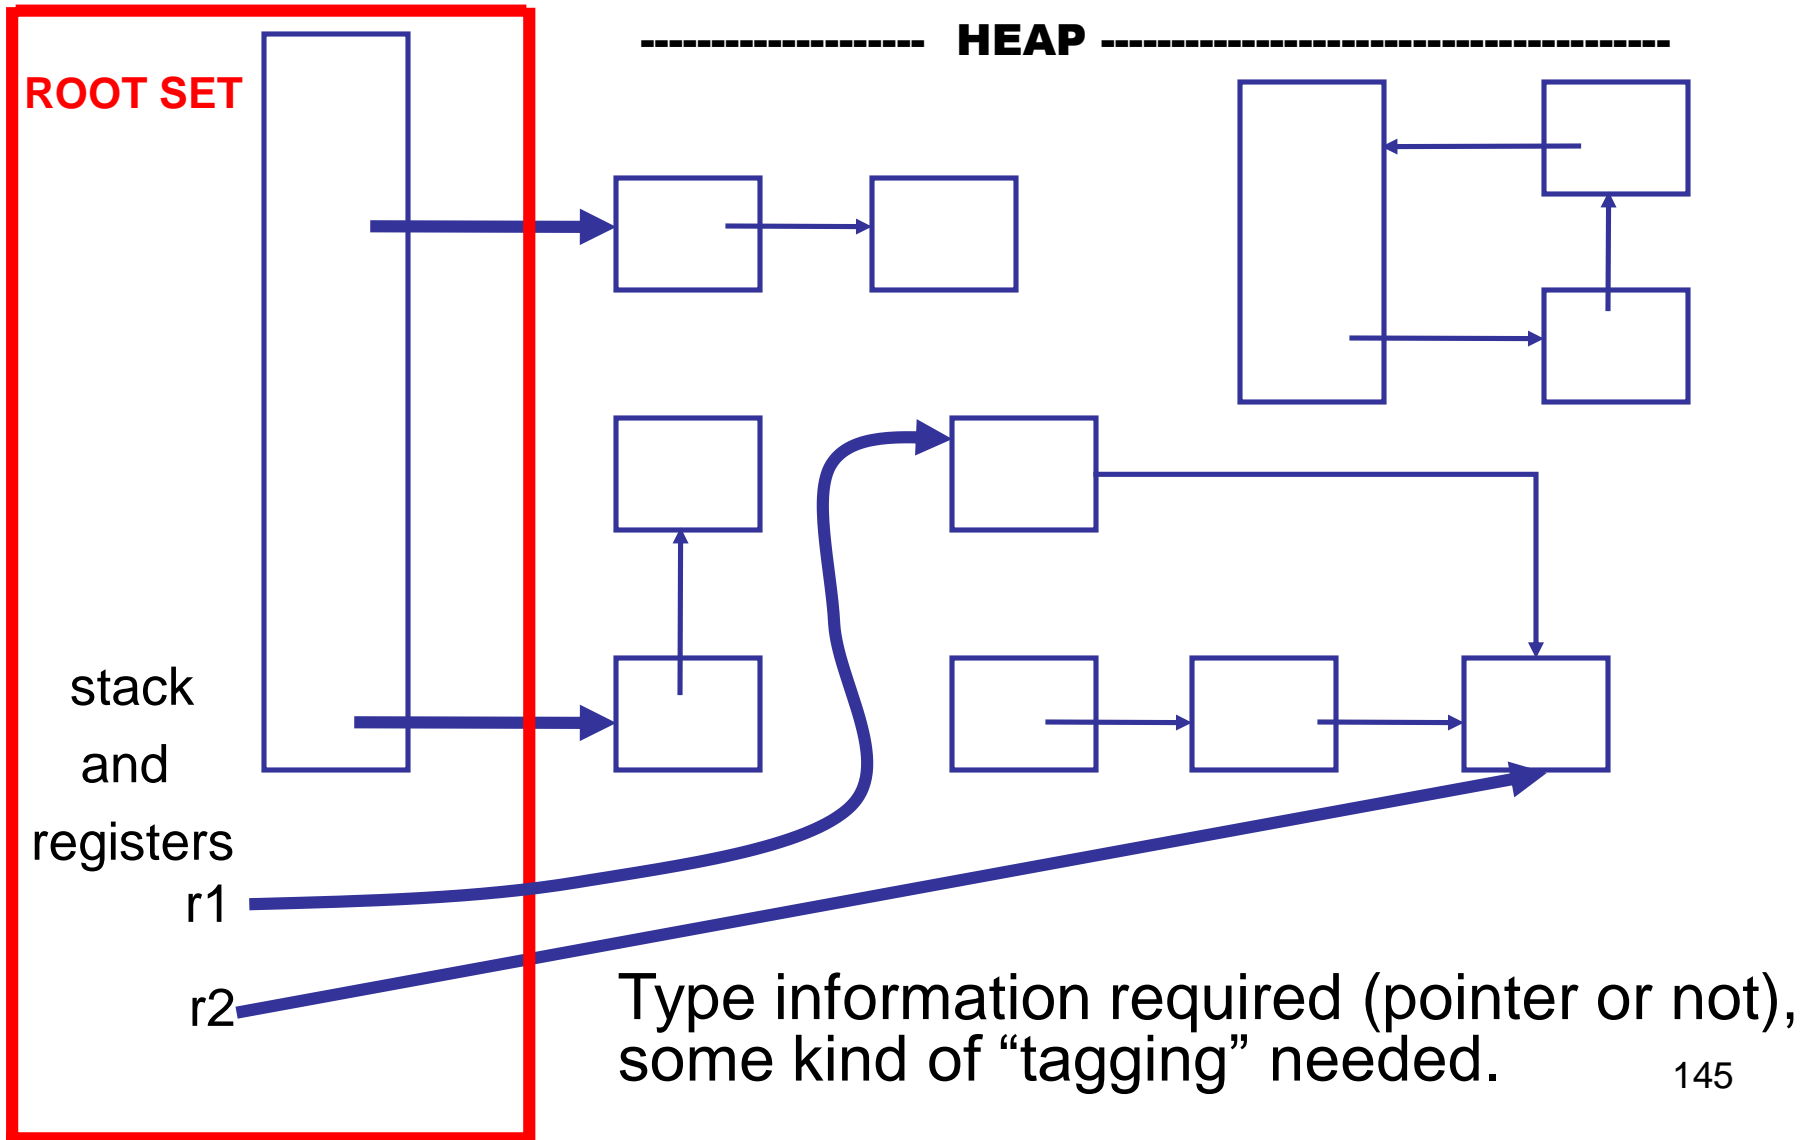 ------------------- HEAP --------------------------------------
ROOT SET
stack
and
registers
r1
r2
Type information required (pointer or not),
some kind of “tagging” needed.
145